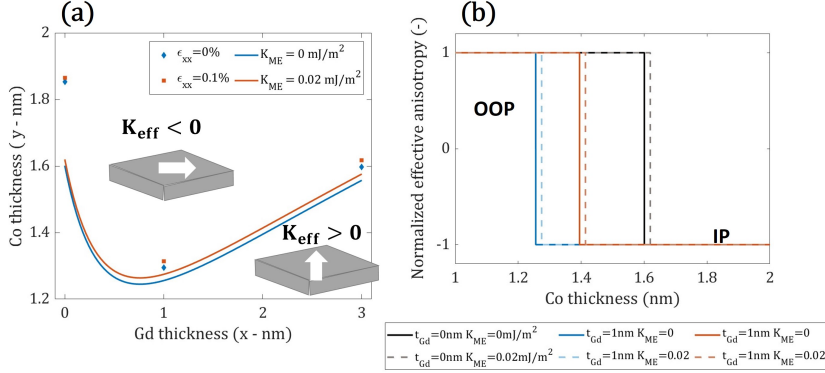 (a)
(b)
2
1.8
1.6
1.4
1.2
0
1
2
3
Co thickness ( y - nm)
Gd thickness (x - nm)
ϵxx=0%
KME = 0 mJ/m²
ϵxx=0.1%
KME = 0.02 mJ/m²
Keff < 0
Keff > 0
Normalized effective anisotropy (-)
1
0
-1
OOP
IP
1
1.2
1.4
1.6
1.8
2
Co thickness (nm)
tGd=0nm KME=0mJ/m²
tGd=1nm KME=0
tGd=1nm KME=0
tGd=0nm KME=0.02mJ/m²
tGd=1nm KME=0.02
tGd=1nm KME=0.02